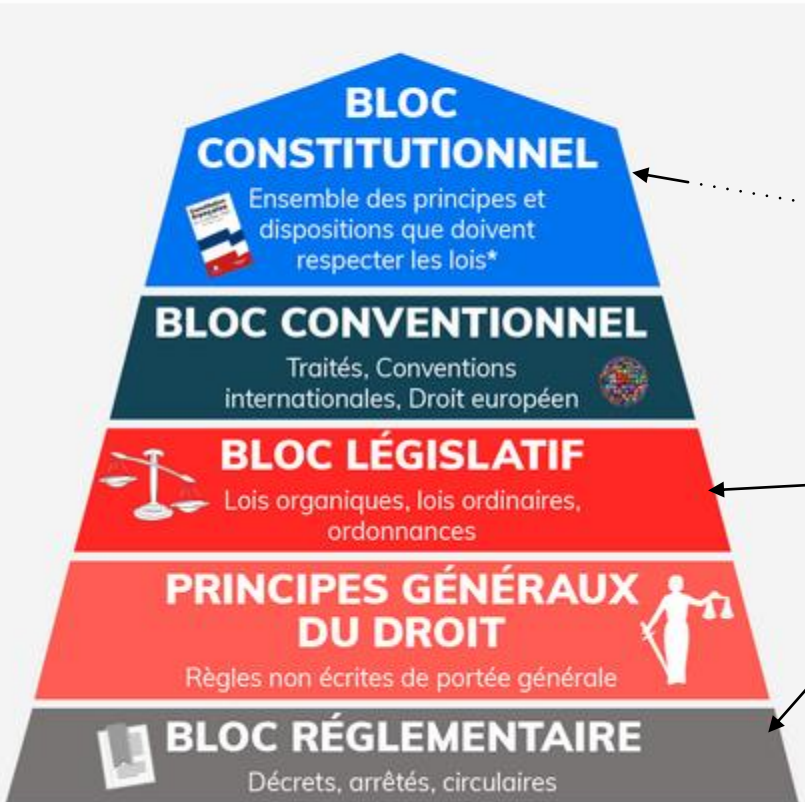 BLOC
CONSTITUTIONNEL
Ensemble des principes et
dispositions que doivent
respecter les lois*
BLOC CONVENTIONNEL
Traités, Conventions
internationales, Droit européen
BLOC LÉGISLATIF
Lois organiques, lois ordinaires,
ordonnances
PRINCIPES GÉNÉRAUX
DU DROIT
Règles non écrites de portée générale
BLOC RÉGLEMENTAIRE
Décrets, arrêtés, circulaires